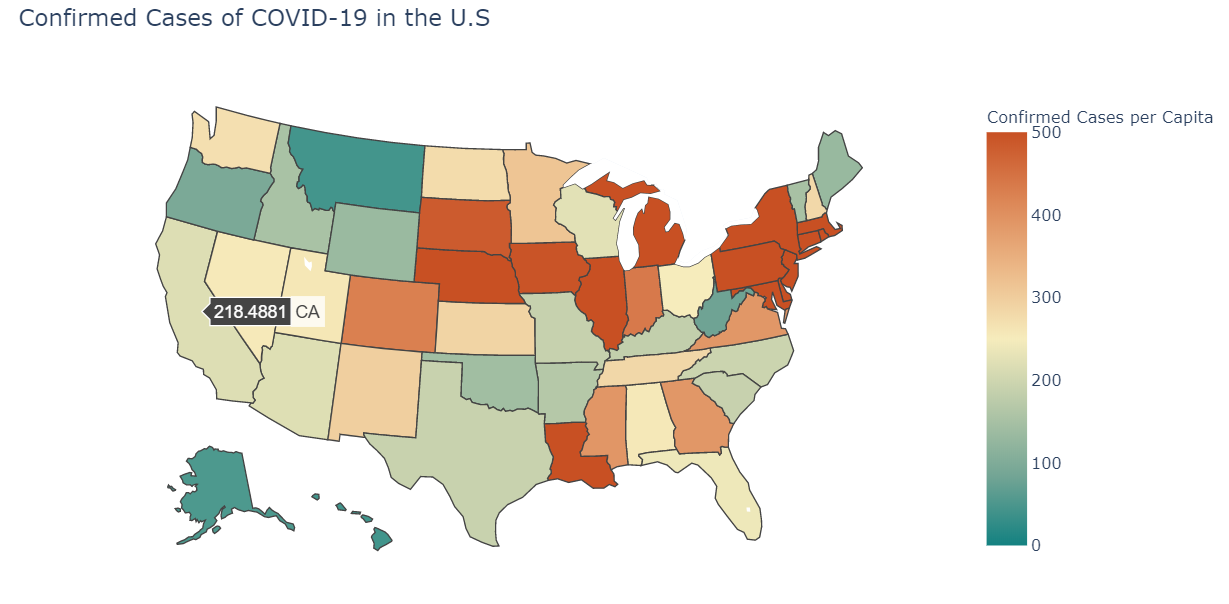 Confirmed Cases of COVID-19 in the U.S
Confirmed Cases per Capita
500
400
300
218.4881 CA
200
100
0